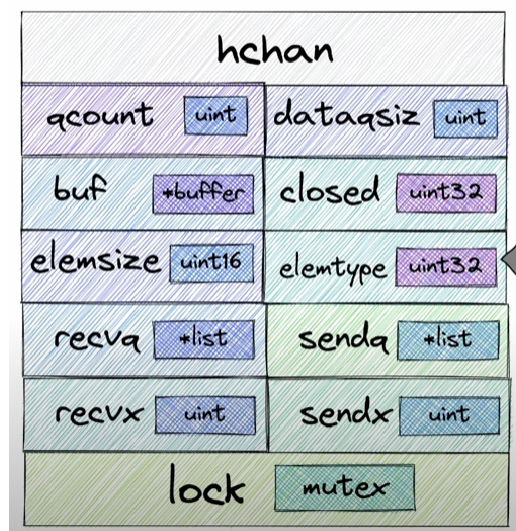 hchan
qcount uint dataqsiz uint
buf *buffer closed uint32
elemsize uint16 elemtype uint32
recvq *list sendq *list
recvx uint sendx uint
lock mutex